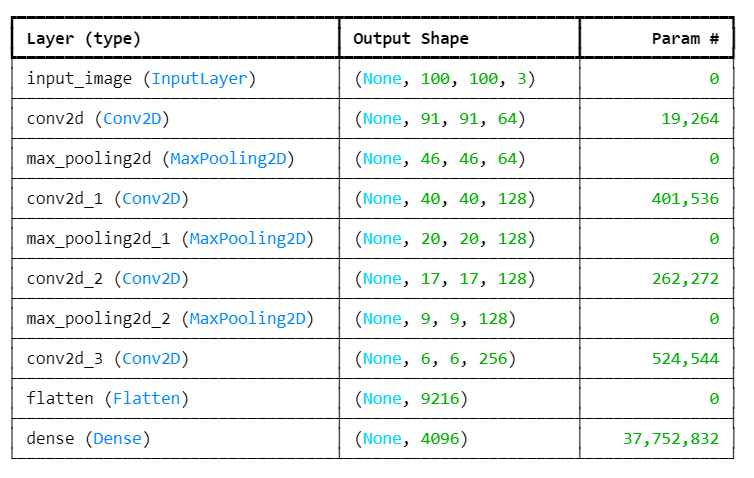 Layer (type) Output Shape Param #
input_image (InputLayer) (None, 100, 100, 3) 0
conv2d (Conv2D) (None, 91, 91, 64) 19,264
max_pooling2d (MaxPooling2D) (None, 46, 46, 64) 0
conv2d_1 (Conv2D) (None, 40, 40, 128) 401,536
max_pooling2d_1 (MaxPooling2D) (None, 20, 20, 128) 0
conv2d_2 (Conv2D) (None, 17, 17, 128) 262,272
max_pooling2d_2 (MaxPooling2D) (None, 9, 9, 128) 0
conv2d_3 (Conv2D) (None, 6, 6, 256) 524,544
flatten (Flatten) (None, 9216) 0
dense (Dense) (None, 4096) 37,752,832